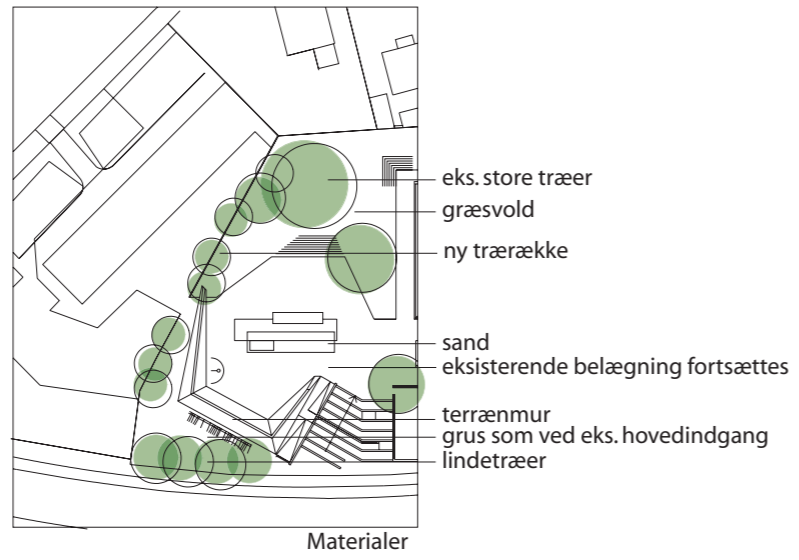 eks. store træer
græsvold
ny trærække
sand
eksisterende belægning fortsættes
terrænmur
grus som ved eks. hovedindgang
lindetræer
Materialer